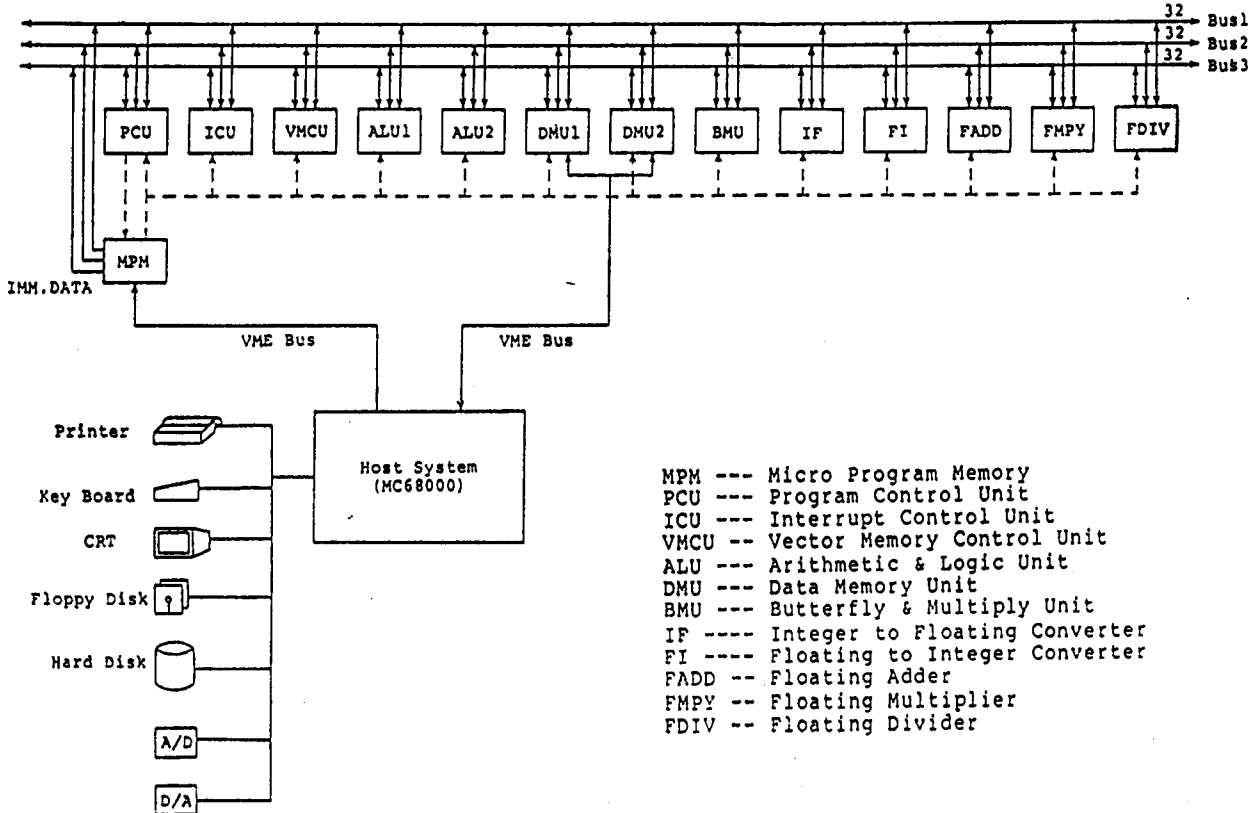 32 Bus1
32 Bus2
32 Bus3
PCU ICU VMCU ALU1 ALU2 DMU1 DMU2 BMU IF FI FADD FMPY FDIV
MPM
IMM.DATA
VME Bus VME Bus
Host System
(MC68000)
Printer
Key Board
CRT
Floppy Disk
Hard Disk
A/D
D/A
MPM --- Micro Program Memory
PCU --- Program Control Unit
ICU --- Interrupt Control Unit
VMCU -- Vector Memory Control Unit
ALU --- Arithmetic & Logic Unit
DMU --- Data Memory Unit
BMU --- Butterfly & Multiply Unit
IF ---- Integer to Floating Converter
FI ---- Floating to Integer Converter
FADD -- Floating Adder
FMPY -- Floating Multiplier
FDIV -- Floating Divider